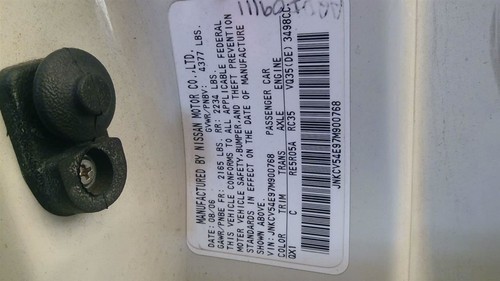 MANUFACTURED BY NISSAN MOTOR CO.,LTD.
DATE: 08/06 GVWR/PNBV: 4377 LBS.
GAWR/PNBE FR: 2165 LBS. RR: 2234 LBS.
THIS VEHICLE CONFORMS TO ALL APPLICABLE FEDERAL
MOTOR VEHICLE SAFETY,BUMPER,AND THEFT PREVENTION
STANDARDS IN EFFECT ON THE DATE OF MANUFACTURE
SHOWN ABOVE.
VIN: JNKCV54E97M900768 PASSENGER CAR
COLOR TRIM TRANS AXLE ENGINE
QX1 C RE5R05A RC35 VQ35(DE) 3498CC
JNKCV54E97M900768